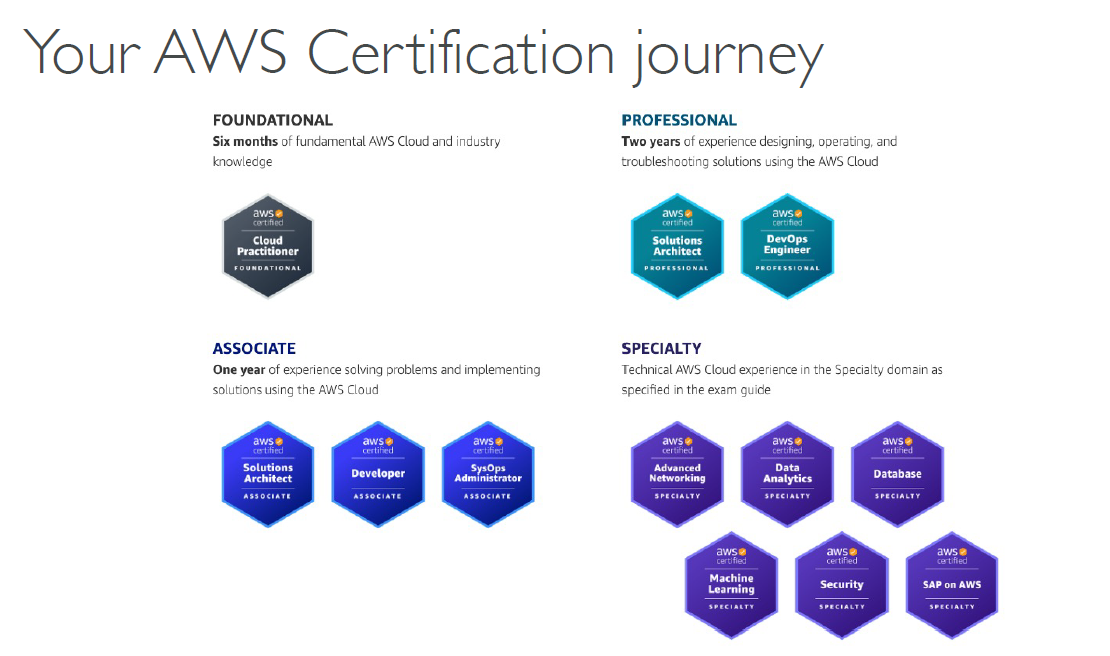 Your AWS Certification journey
FOUNDATIONAL
Six months of fundamental AWS Cloud and industry
knowledge
aws
certified
Cloud
Practitioner
FOUNDATIONAL
PROFESSIONAL
Two years of experience designing, operating, and
troubleshooting solutions using the AWS Cloud
aws
certified
Solutions
Architect
PROFESSIONAL
aws
certified
DevOps
Engineer
PROFESSIONAL
ASSOCIATE
One year of experience solving problems and implementing
solutions using the AWS Cloud
aws
certified
Solutions
Architect
ASSOCIATE
aws
certified
Developer
ASSOCIATE
aws
certified
SysOps
Administrator
ASSOCIATE
SPECIALTY
Technical AWS Cloud experience in the Specialty domain as
specified in the exam guide
aws
certified
Advanced
Networking
SPECIALTY
aws
certified
Data
Analytics
SPECIALTY
aws
certified
Database
SPECIALTY
aws
certified
Machine
Learning
SPECIALTY
aws
certified
Security
SPECIALTY
aws
certified
SAP on AWS
SPECIALTY